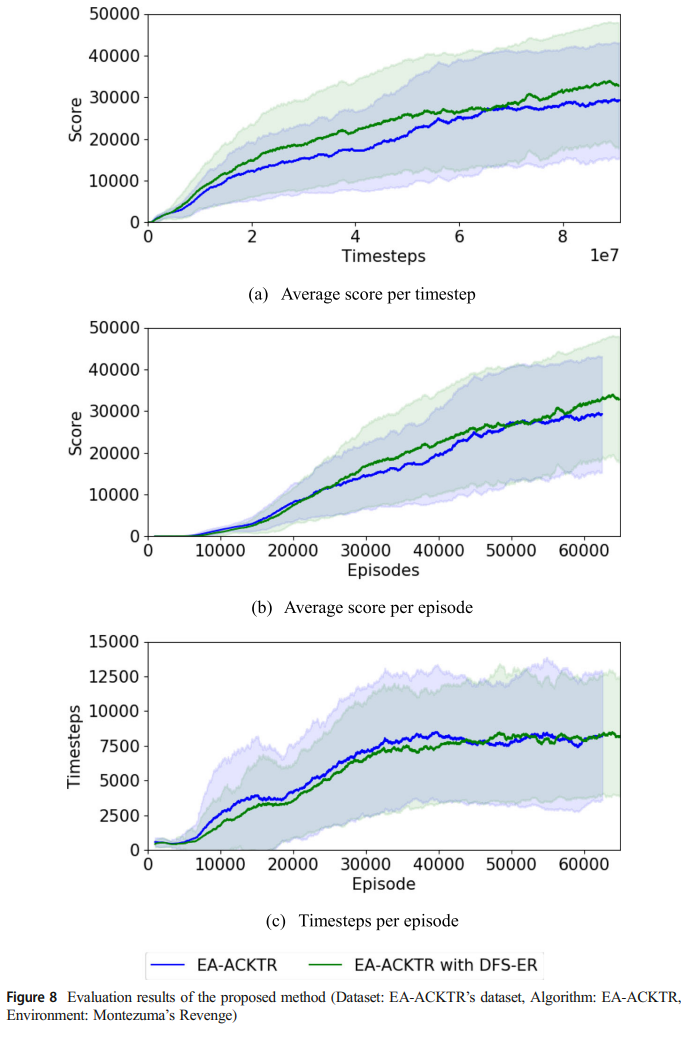 50000
40000
30000
20000
10000
0
Score
0 2 4 6 8
1e7
Timesteps
(a) Average score per timestep
50000
40000
30000
20000
10000
0
Score
0 10000 20000 30000 40000 50000 60000
Episodes
(b) Average score per episode
15000
12500
10000
7500
5000
2500
0
Timesteps
0 10000 20000 30000 40000 50000 60000
Episode
(c) Timesteps per episode
EA-ACKTR EA-ACKTR with DFS-ER
Figure 8 Evaluation results of the proposed method (Dataset: EA-ACKTR's dataset, Algorithm: EA-ACKTR,
Environment: Montezuma's Revenge)